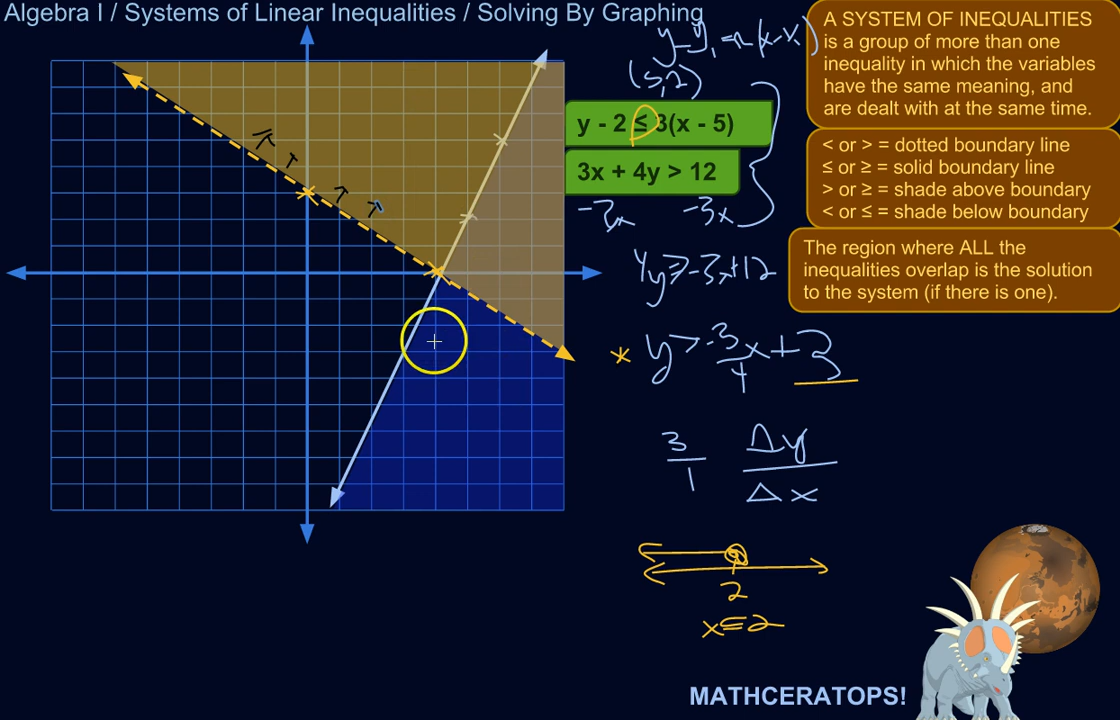 Algebra I / Systems of Linear Inequalities / Solving By Graphing
y-y₁=m(x-x₁)
(5,2)
y - 2 ≤ 3(x - 5)
3x + 4y > 12
-3x -3x
4y>-3x+12
* y>-3/4x+3
3/1 Δy/Δx
2
x≤2
A SYSTEM OF INEQUALITIES
is a group of more than one
inequality in which the variables
have the same meaning, and
are dealt with at the same time.
< or > = dotted boundary line
≤ or ≥ = solid boundary line
> or ≥ = shade above boundary
< or ≤ = shade below boundary
The region where ALL the
inequalities overlap is the solution
to the system (if there is one).
MATHCERATOPS!